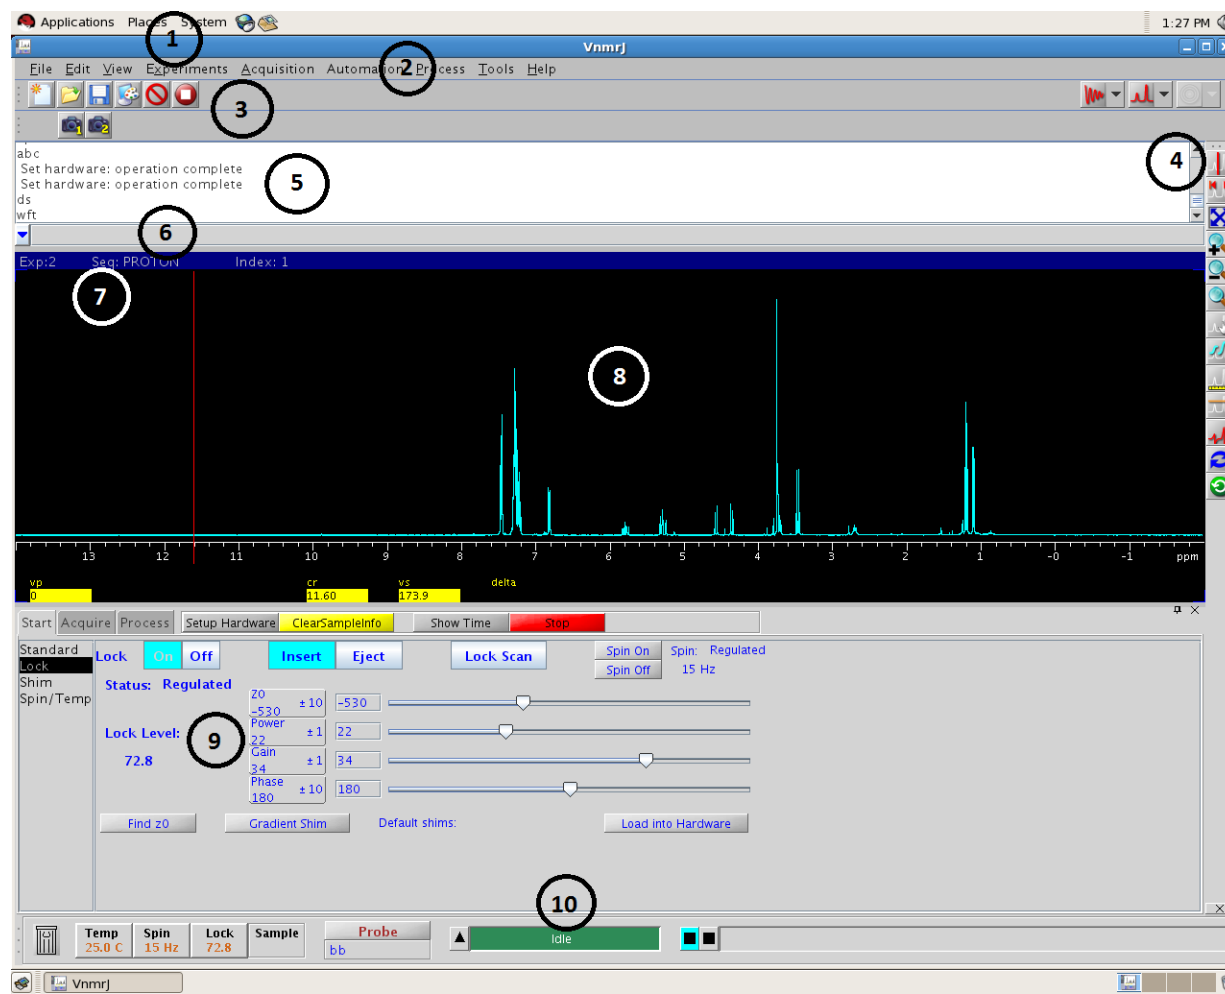 Applications Places System 1:27 PM
1
VnmrJ
File Edit View Experiments Acquisition Automation Process Tools Help
2
3
1 2
abc
Set hardware: operation complete
Set hardware: operation complete
ds
wft
4
5
6
Exp:2 Seq: PROTON Index: 1
7
8
13 12 11 10 9 8 7 6 5 4 3 2 1 -0 -1 ppm
vp cr vs delta
0 11.60 173.9
Start Acquire Process Setup Hardware ClearSampleInfo Show Time Stop
Standard
Lock
Shim
Spin/Temp
Lock On Off Insert Eject Lock Scan Spin On Spin: Regulated
Spin Off 15 Hz
Status: Regulated
Z0 ±10 -530
-530
Lock Level:
72.8
9
Power ±1 22
22
Gain ±1 34
34
Phase ±10 180
180
Find z0 Gradient Shim Default shims: Load into Hardware
10
Temp Spin Lock Sample Probe
25.0 C 15 Hz 72.8 bb Idle
VnmrJ